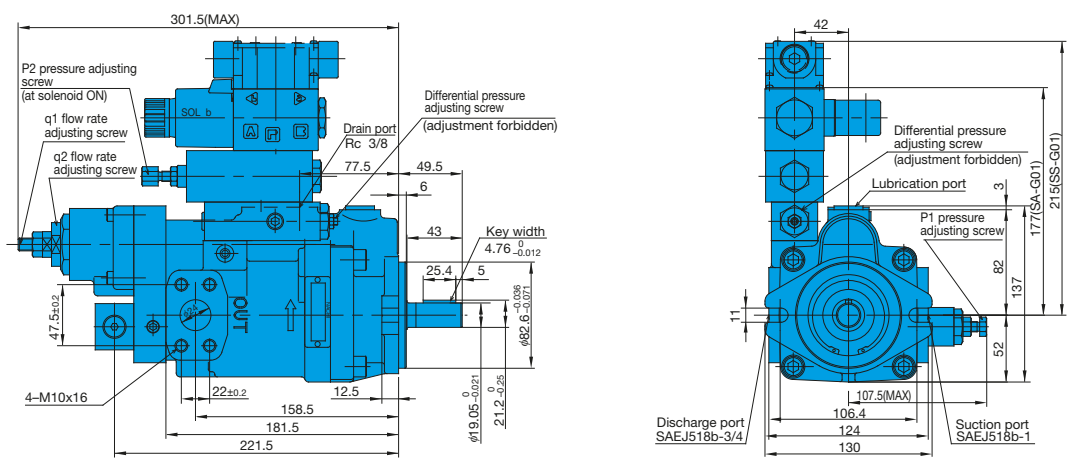 301.5(MAX)
P2 pressure adjusting
screw
(at solenoid ON)
q1 flow rate
adjusting screw
q2 flow rate
adjusting screw
SOL b
A P B
Differential pressure
adjusting screw
(adjustment forbidden)
Drain port
Rc 3/8
77.5
49.5
6
43
Key width
4.76 0 -0.012
25.4
5
47.5±0.2
φ24
OUT
φ82.6 -0.036 -0.071
4–M10x16
22±0.2
12.5
158.5
181.5
221.5
φ19.05 0 -0.021
21.2 0 -0.25
42
Differential pressure
adjusting screw
(adjustment forbidden)
Lubrication port
P1 pressure
adjusting screw
3
177(SA-G01)
215(SS-G01)
82
137
11
52
107.5(MAX)
106.4
124
130
Discharge port
SAEJ518b-3/4
Suction port
SAEJ518b-1